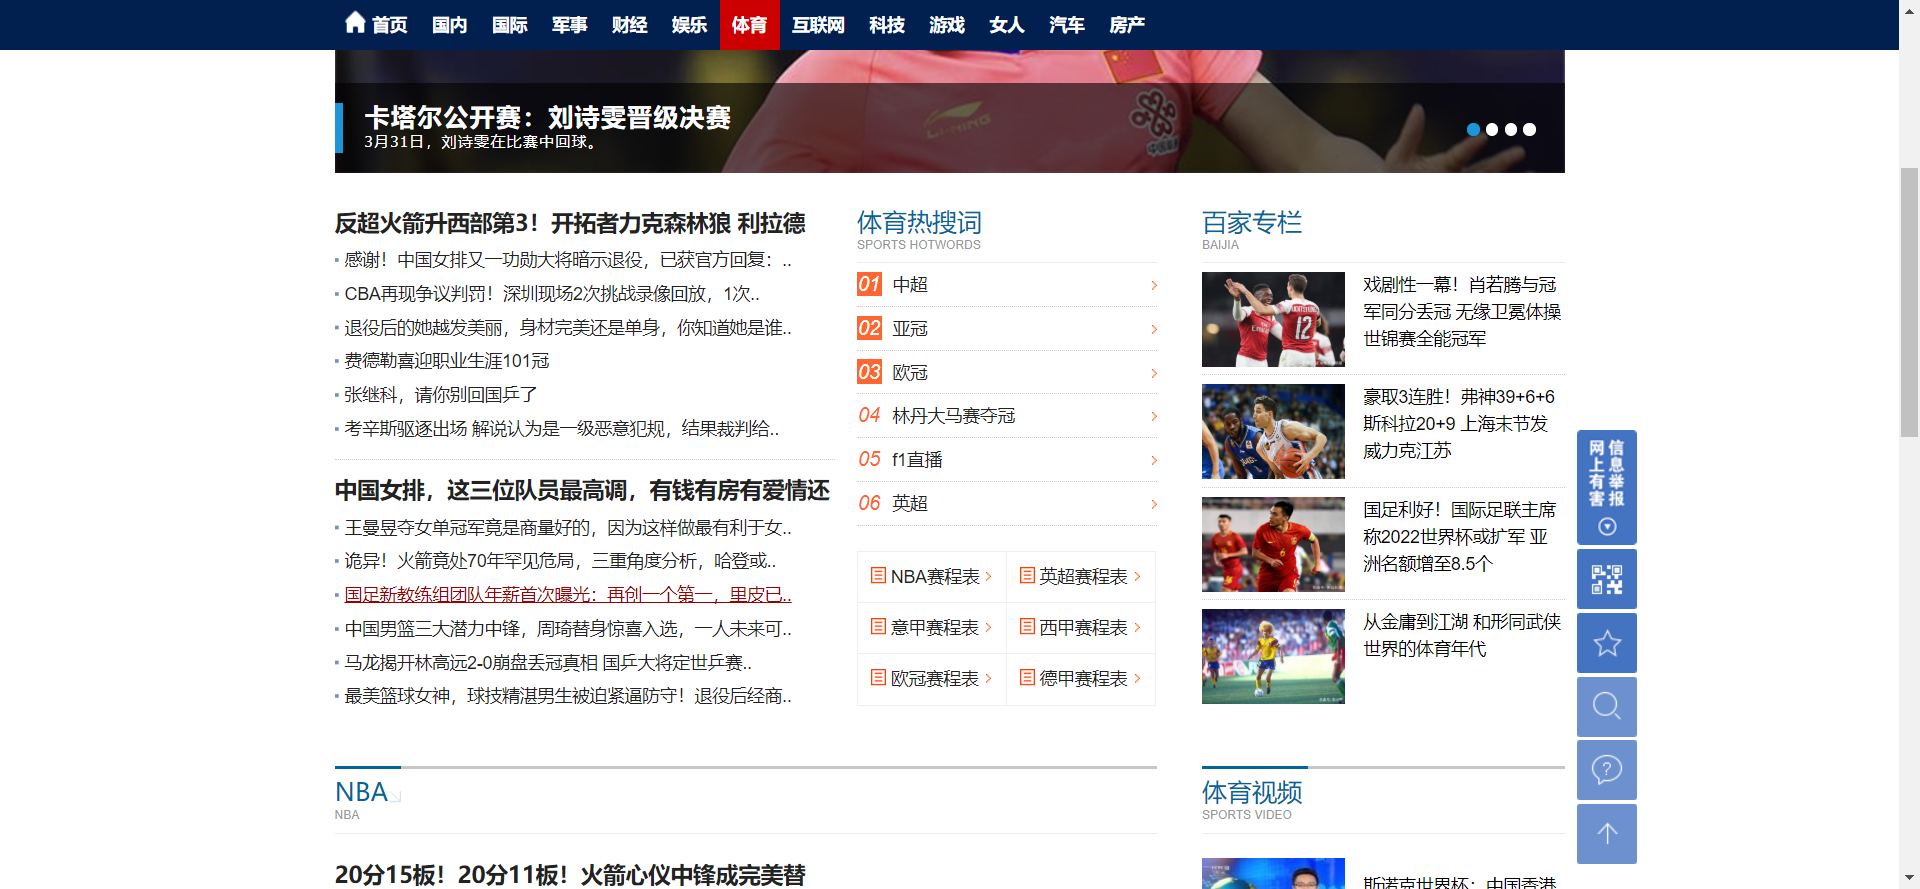 首页 国内 国际 军事 财经 娱乐 体育 互联网 科技 游戏 女人 汽车 房产
卡塔尔公开赛：刘诗雯晋级决赛
3月31日，刘诗雯在比赛中回球。
LI-NING
反超火箭升西部第3！开拓者力克森林狼 利拉德
感谢！中国女排又一功勋大将暗示退役，已获官方回复：..
CBA再现争议判罚！深圳现场2次挑战录像回放，1次..
退役后的她越发美丽，身材完美还是单身，你知道她是谁..
费德勒喜迎职业生涯101冠
张继科，请你别回国乒了
考辛斯驱逐出场 解说认为是一级恶意犯规，结果裁判给..
中国女排，这三位队员最高调，有钱有房有爱情还
王曼昱夺女单冠军竟是商量好的，因为这样做最有利于女..
诡异！火箭竟处70年罕见危局，三重角度分析，哈登或..
国足新教练组团队年薪首次曝光：再创一个第一，里皮已..
中国男篮三大潜力中锋，周琦替身惊喜入选，一人未来可..
马龙揭开林高远2-0崩盘丢冠真相 国乒大将定世乒赛..
最美篮球女神，球技精湛男生被迫紧逼防守！退役后经商..
体育热搜词
SPORTS HOTWORDS
01 中超
02 亚冠
03 欧冠
04 林丹大马赛夺冠
05 f1直播
06 英超
NBA赛程表 英超赛程表
意甲赛程表 西甲赛程表
欧冠赛程表 德甲赛程表
百家专栏
BAIJIA
戏剧性一幕！肖若腾与冠
军同分丢冠 无缘卫冕体操
世锦赛全能冠军
12
豪取3连胜！弗神39+6+6
斯科拉20+9 上海末节发
威力克江苏
国足利好！国际足联主席
称2022世界杯或扩军 亚
洲名额增至8.5个
6
从金庸到江湖 和形同武侠
世界的体育年代
网上有害
信息举报
NBA
NBA
20分15板！20分11板！火箭心仪中锋成完美替
体育视频
SPORTS VIDEO
斯诺克世界杯：中国香港